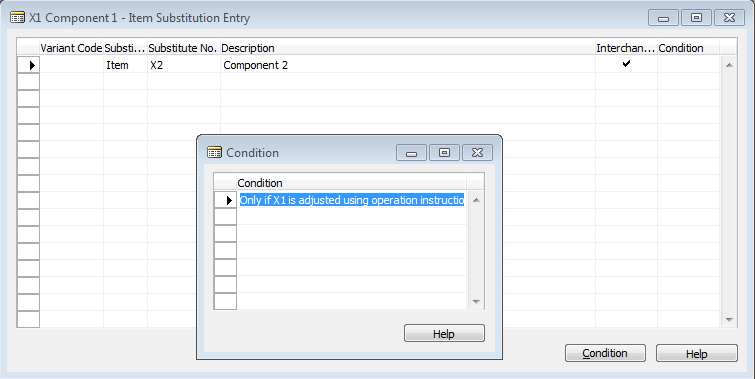 X1 Component 1 - Item Substitution Entry
Variant Code Substi... Substitute No. Description Interchan... Condition
Item X2 Component 2
Condition
Condition
Only if X1 is adjusted using operation instructio
Help
Condition Help